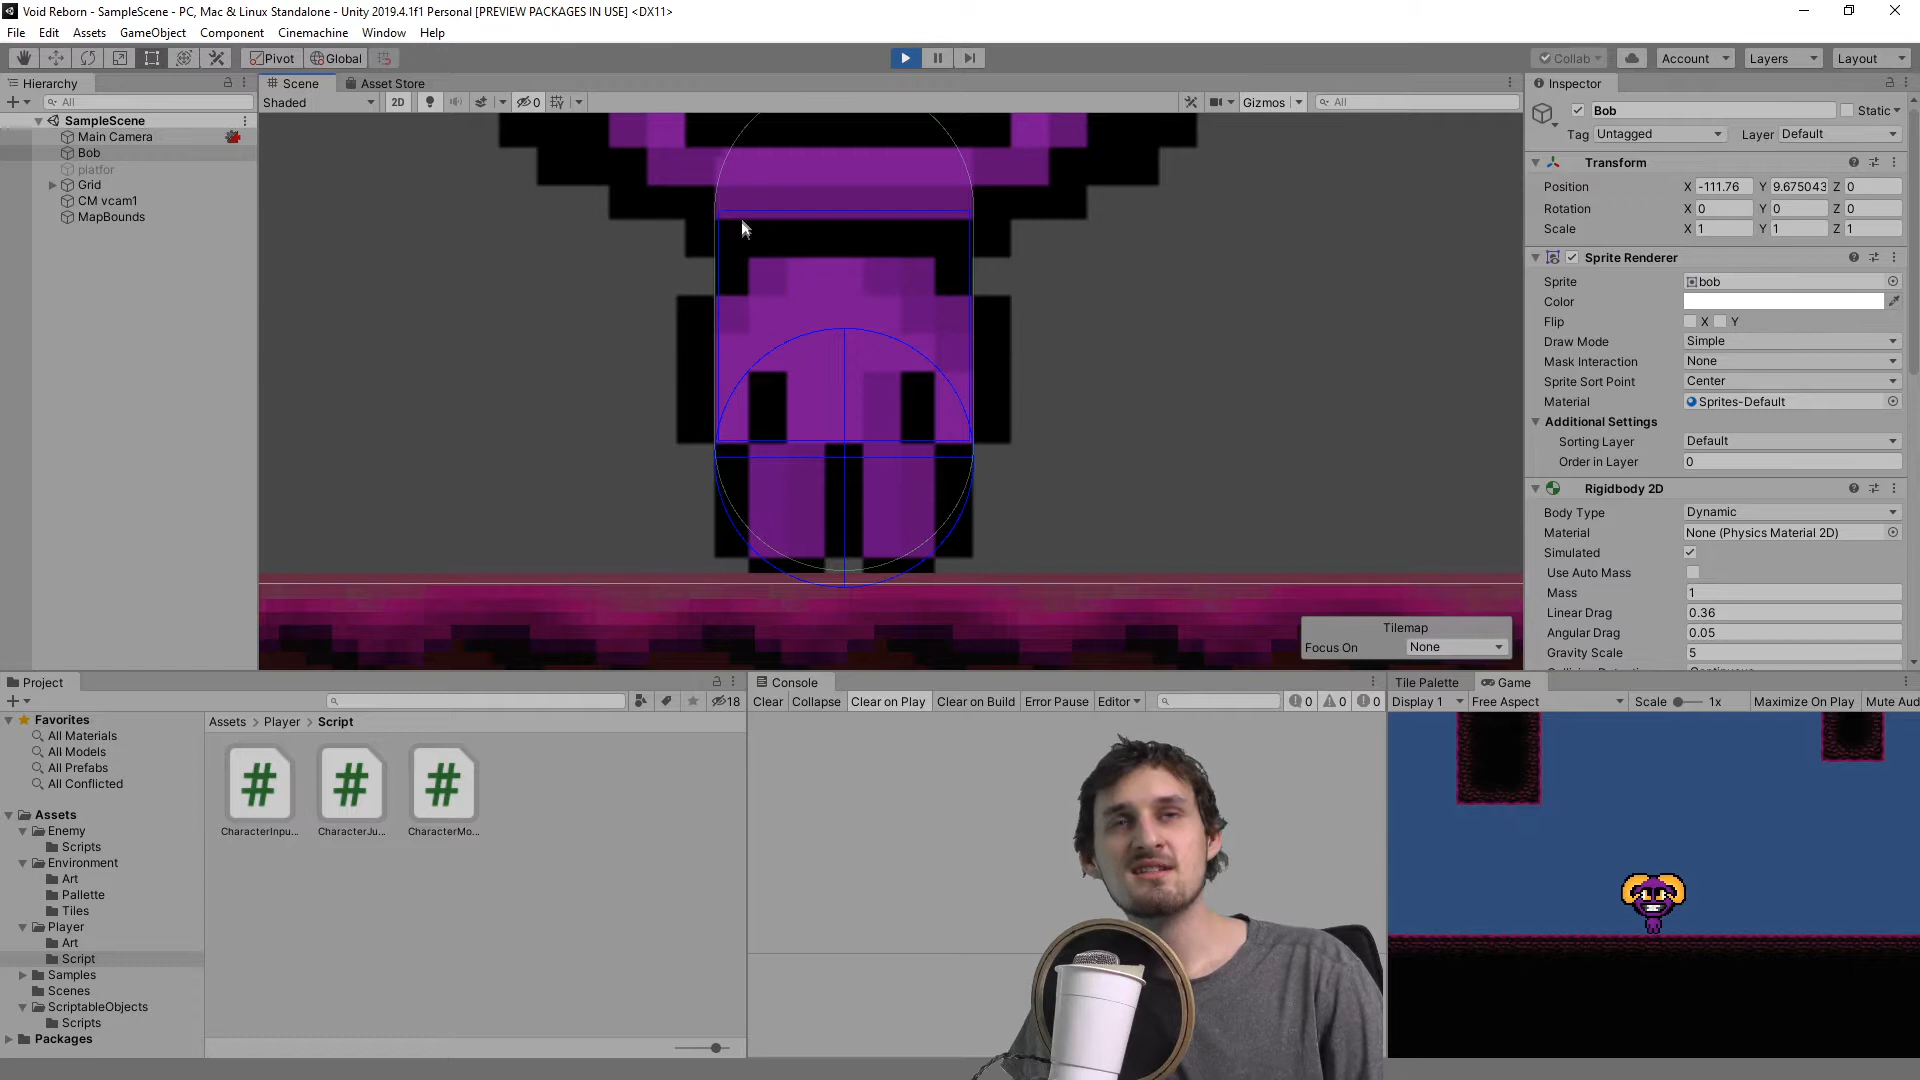 Void Reborn - SampleScene - PC, Mac & Linux Standalone - Unity 2019.4.1f1 Personal [PREVIEW PACKAGES IN USE] <DX11>
File Edit Assets GameObject Component Cinemachine Window Help
Pivot Global Collab Account Layers Layout
Hierarchy
All
SampleScene
Main Camera
Bob
platfor
Grid
CM vcam1
MapBounds
Scene Asset Store
Shaded 2D 0 Gizmos All
Tilemap
Focus On None
Inspector
Bob Static
Tag Untagged Layer Default
Transform
Position X -111.76 Y 9.675043 Z 0
Rotation X 0 Y 0 Z 0
Scale X 1 Y 1 Z 1
Sprite Renderer
Sprite bob
Color
Flip X Y
Draw Mode Simple
Mask Interaction None
Sprite Sort Point Center
Material Sprites-Default
Additional Settings
Sorting Layer Default
Order in Layer 0
Rigidbody 2D
Body Type Dynamic
Material None (Physics Material 2D)
Simulated
Use Auto Mass
Mass 1
Linear Drag 0.36
Angular Drag 0.05
Gravity Scale 5
Project
18
Favorites
All Materials
All Models
All Prefabs
All Conflicted
Assets
Enemy
Scripts
Environment
Art
Pallette
Tiles
Player
Art
Script
Samples
Scenes
ScriptableObjects
Scripts
Packages
Assets > Player > Script
CharacterInpu... CharacterJu... CharacterMo...
Console
Clear Collapse Clear on Play Clear on Build Error Pause Editor 0 0 0
Tile Palette Game
Display 1 Free Aspect Scale 1x Maximize On Play Mute Aud